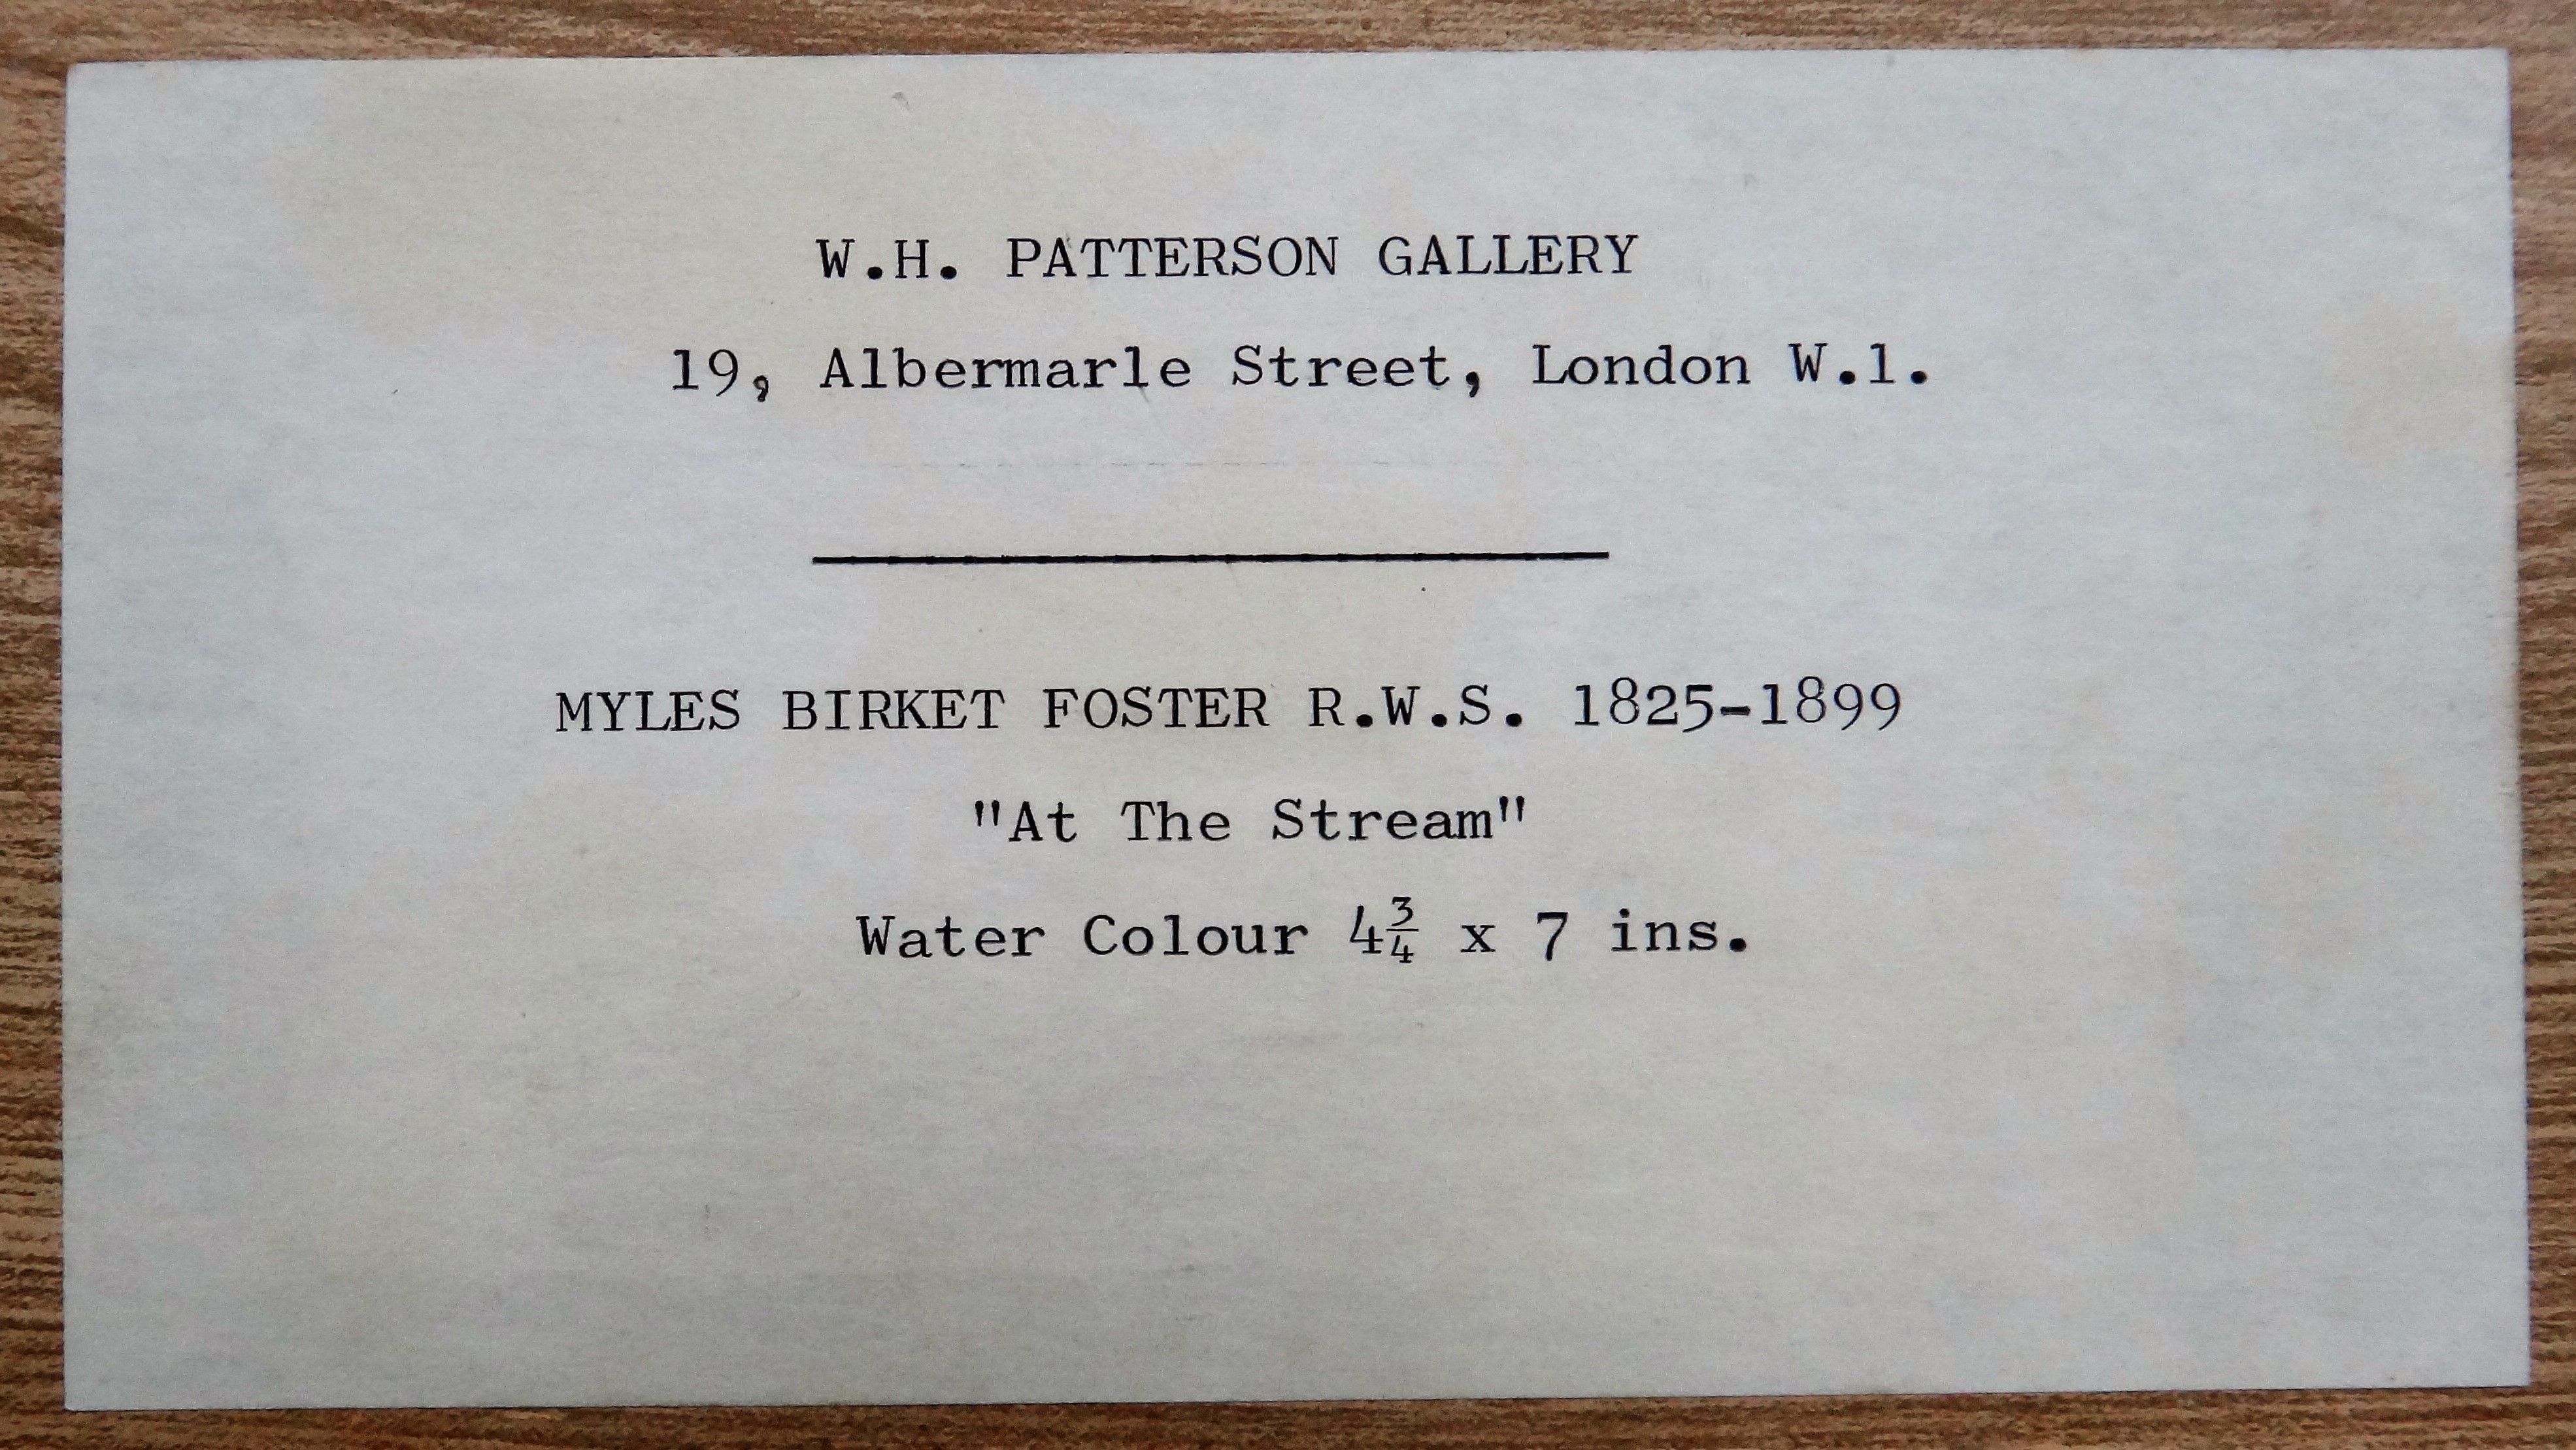 W.H. PATTERSON GALLERY
19, Albermarle Street, London W.1.
MYLES BIRKET FOSTER R.W.S. 1825-1899
"At The Stream"
Water Colour 4¾ x 7 ins.